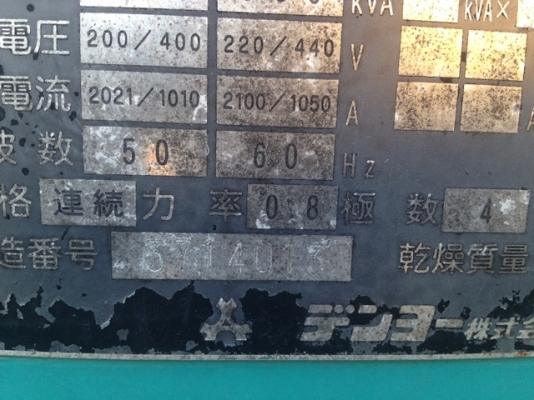 KVA KVA×
電圧 200/400 220/440 V
電流 2021/1010 2100/1050 A
波数 50 60 Hz
格 連続 力率 0.8 極数 4
造番号 乾燥質量
デンヨー株式会